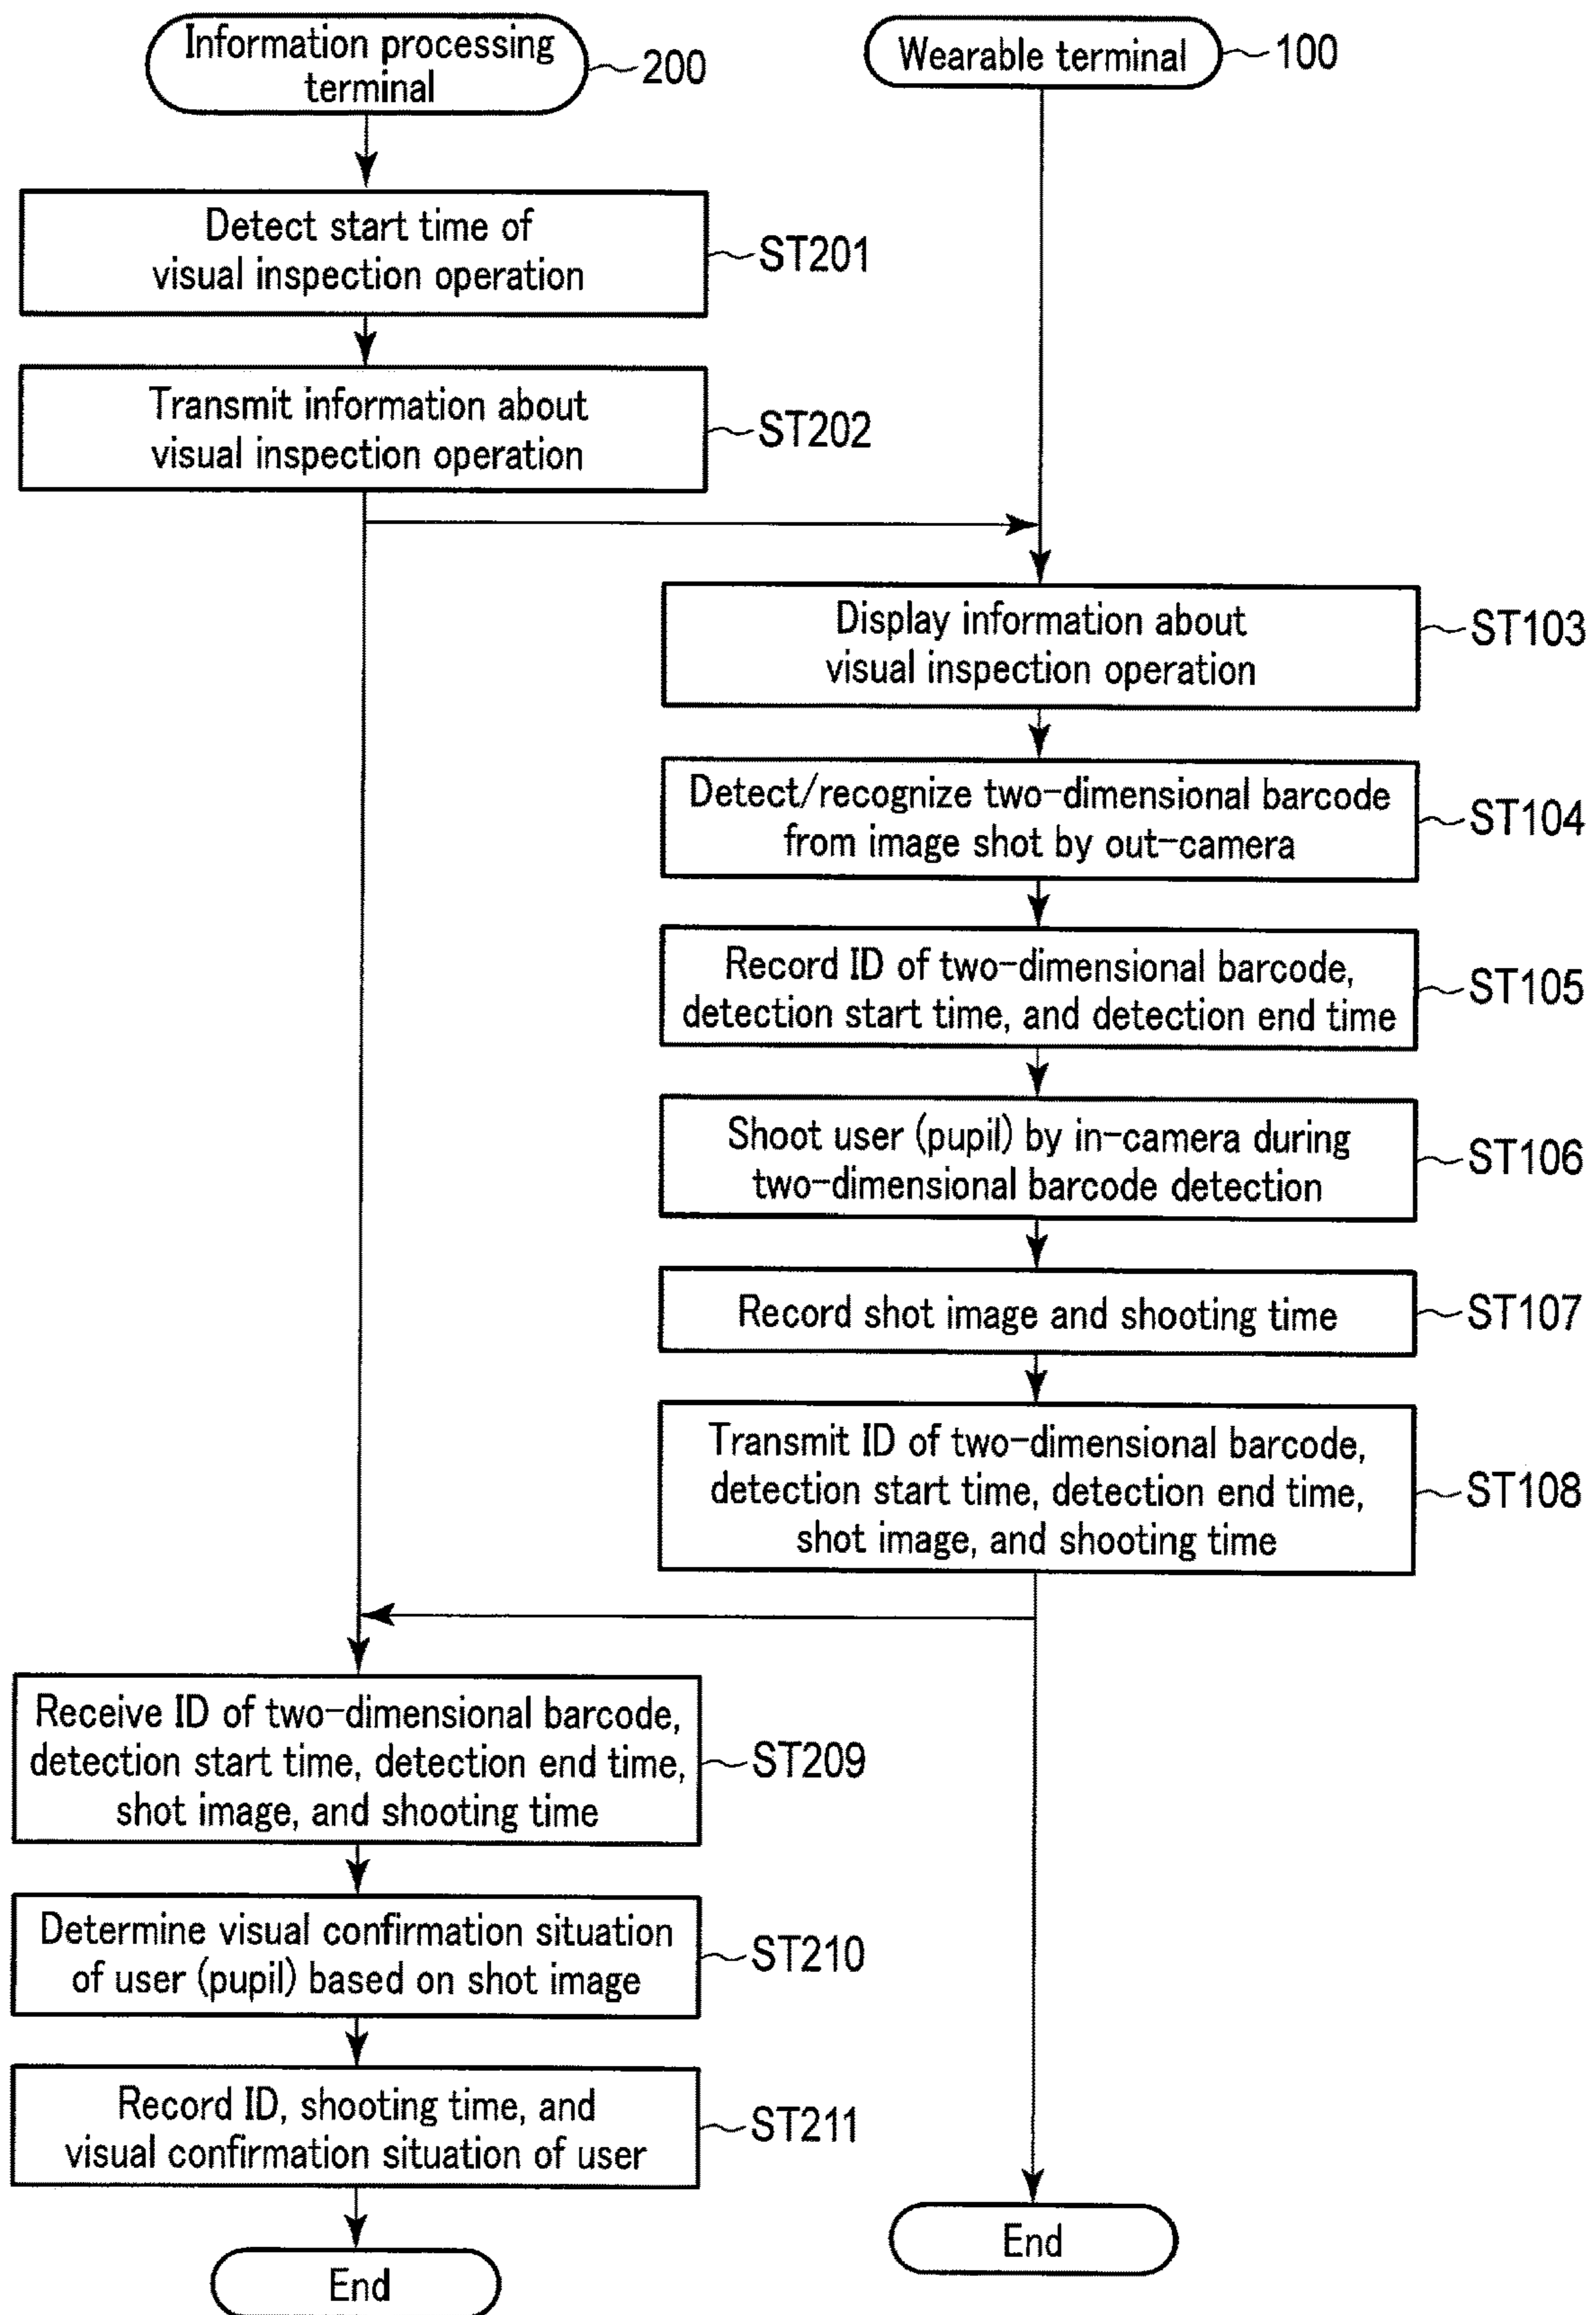 Information processing
terminal
200
Wearable terminal
100
Detect start time of
visual inspection operation
ST201
Transmit information about
visual inspection operation
ST202
Display information about
visual inspection operation
ST103
Detect/recognize two-dimensional barcode
from image shot by out-camera
ST104
Record ID of two-dimensional barcode,
detection start time, and detection end time
ST105
Shoot user (pupil) by in-camera during
two-dimensional barcode detection
ST106
Record shot image and shooting time
ST107
Transmit ID of two-dimensional barcode,
detection start time, detection end time,
shot image, and shooting time
ST108
Receive ID of two-dimensional barcode,
detection start time, detection end time,
shot image, and shooting time
ST209
Determine visual confirmation situation
of user (pupil) based on shot image
ST210
Record ID, shooting time, and
visual confirmation situation of user
ST211
End
End